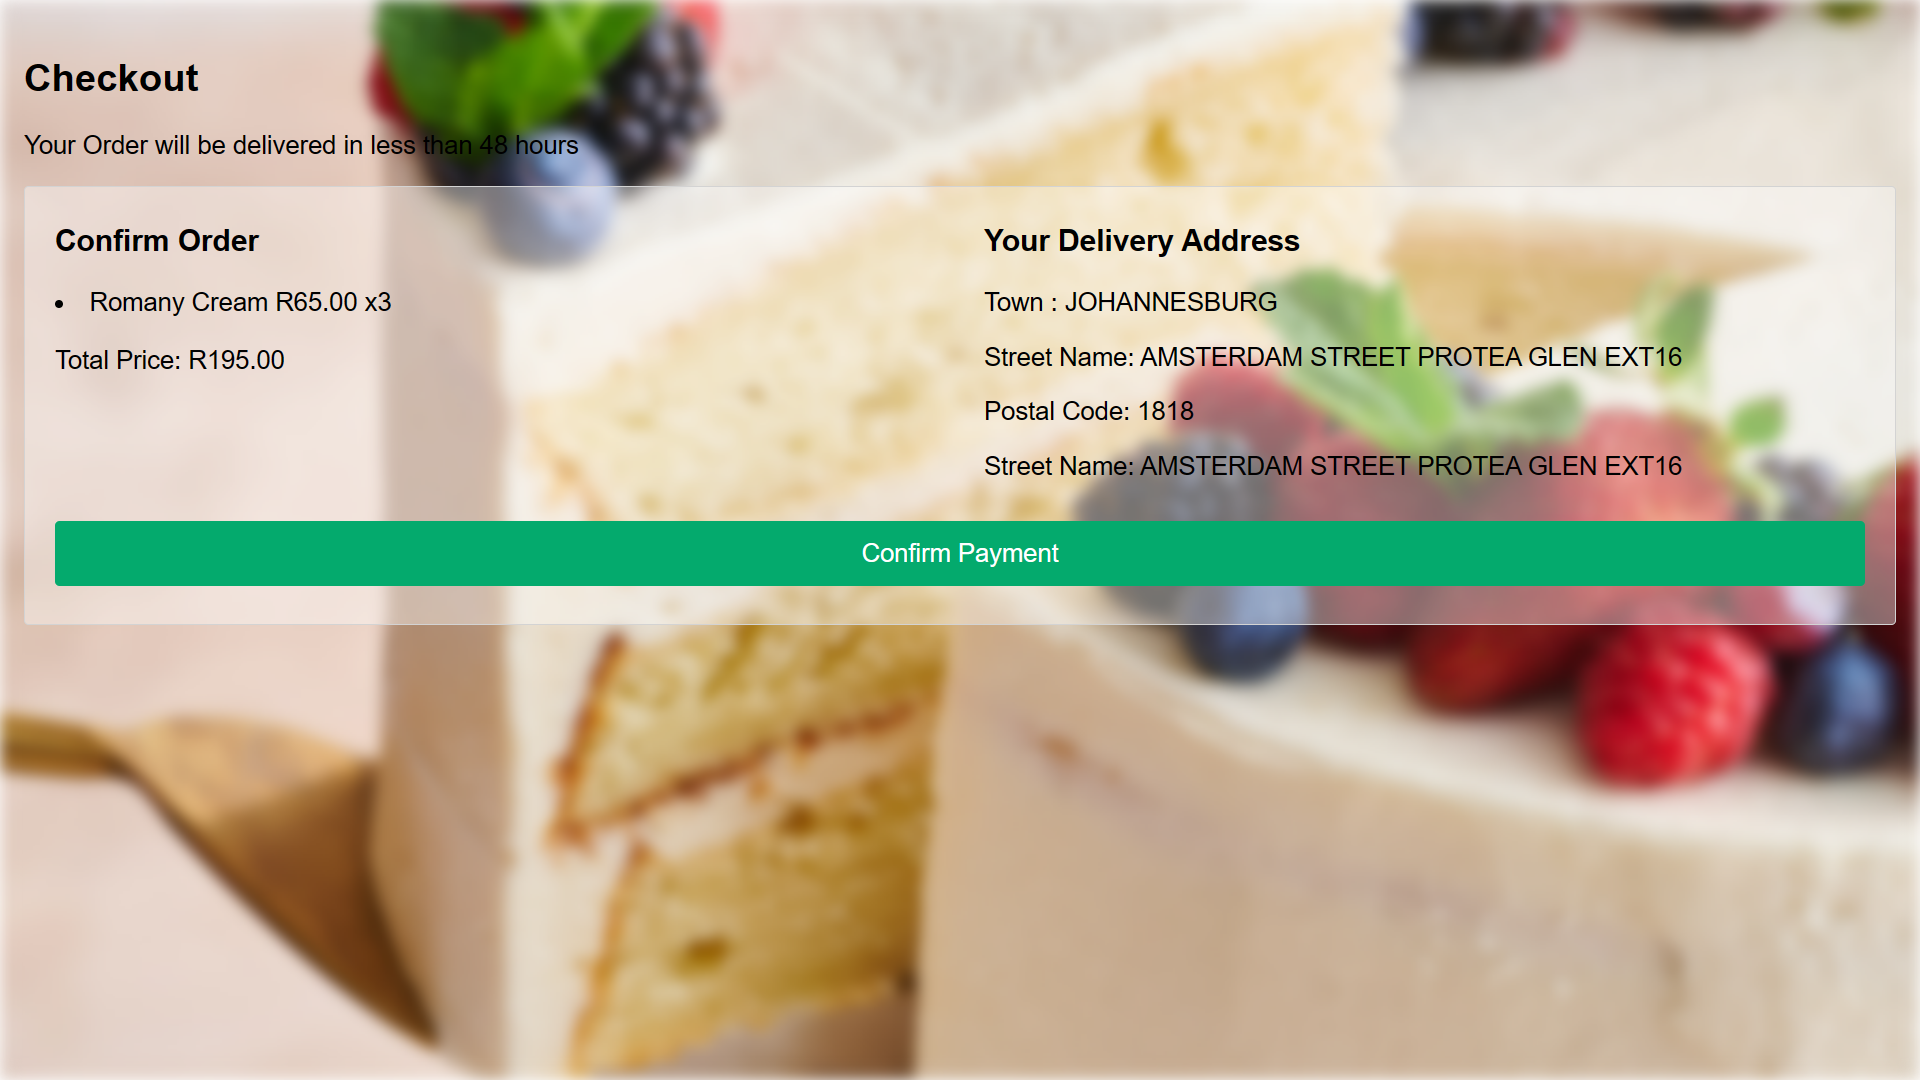 Checkout
Your Order will be delivered in less than 48 hours
Confirm Order
• Romany Cream R65.00 x3
Total Price: R195.00
Your Delivery Address
Town : JOHANNESBURG
Street Name: AMSTERDAM STREET PROTEA GLEN EXT16
Postal Code: 1818
Street Name: AMSTERDAM STREET PROTEA GLEN EXT16
Confirm Payment